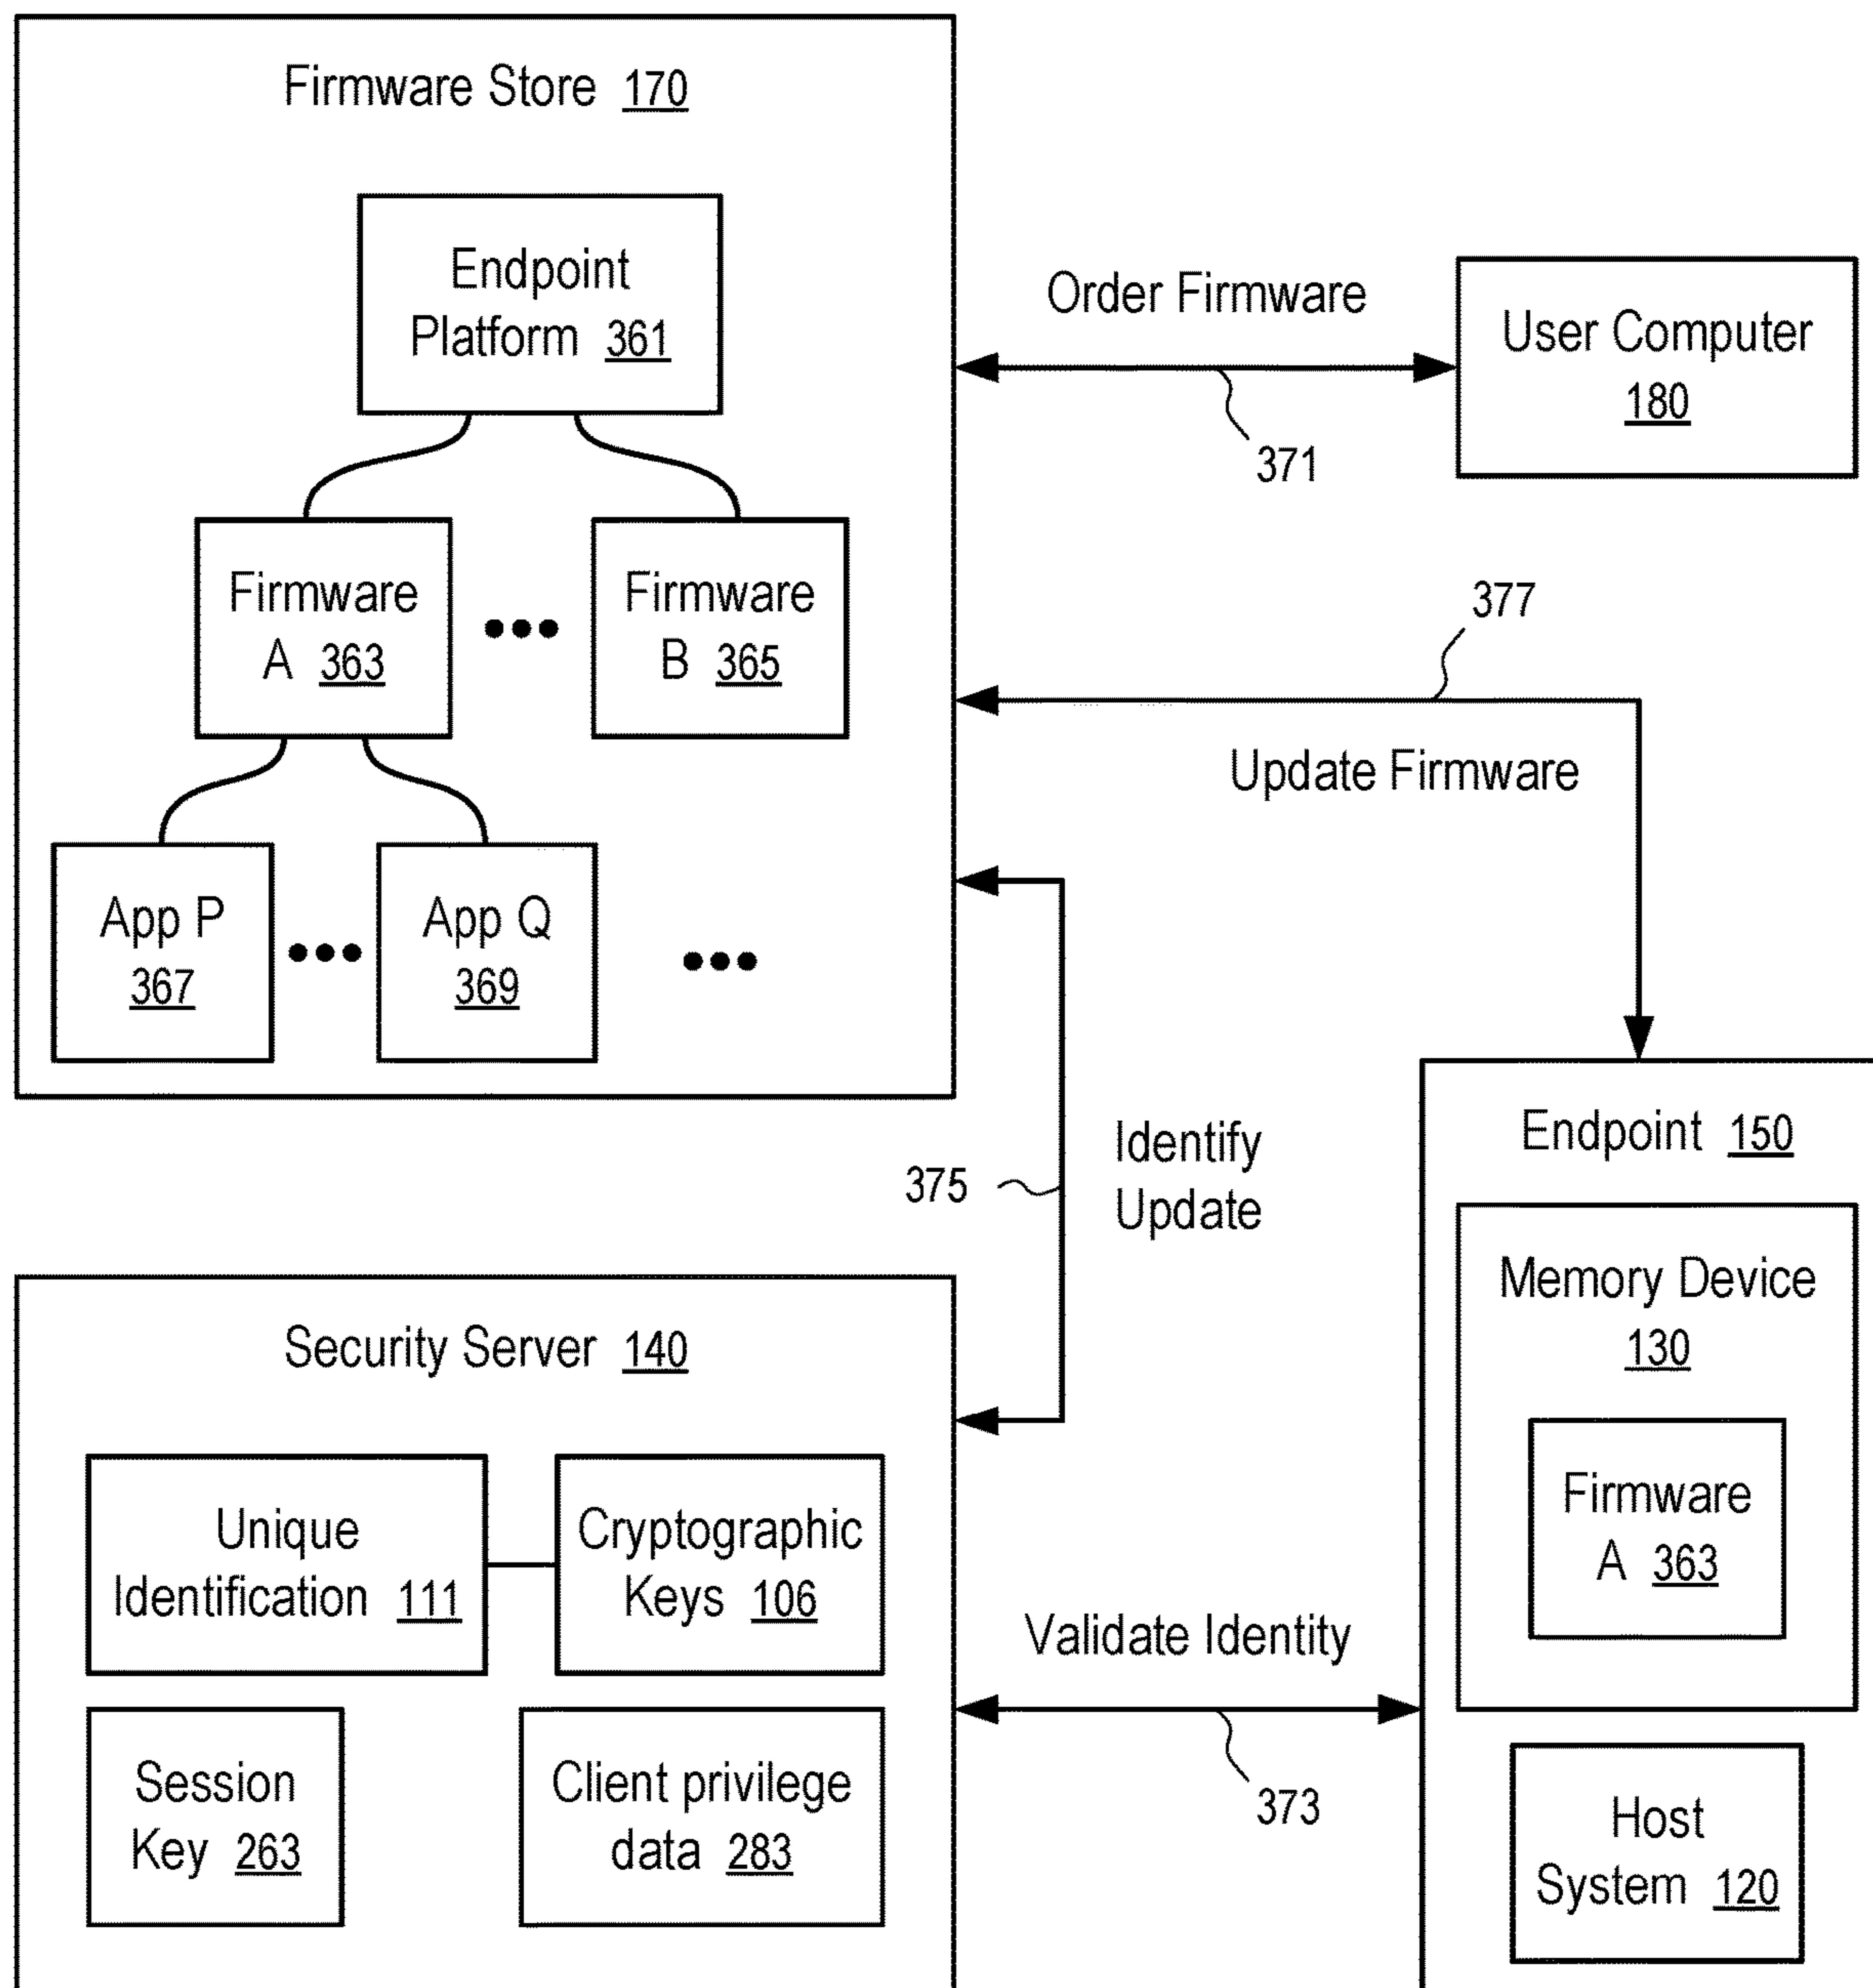 Firmware Store 170
Endpoint
Platform 361
Order Firmware
User Computer
180
371
Firmware
A 363
Firmware
B 365
377
Update Firmware
App P
367
App Q
369
Identify
Update
375
Endpoint 150
Memory Device
130
Firmware
A 363
Security Server 140
Unique
Identification 111
Cryptographic
Keys 106
Validate Identity
373
Session
Key 263
Client privilege
data 283
Host
System 120